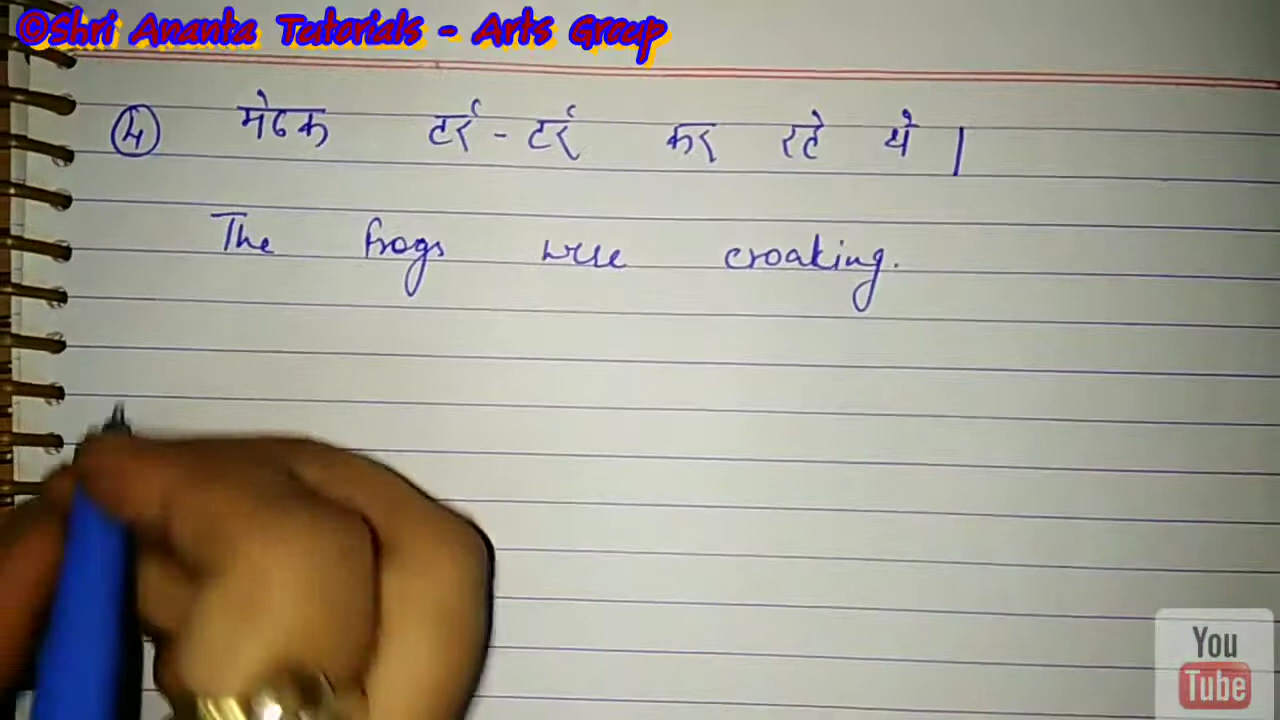 ©Shri Ananta Tutorials - Arts Group
④ मेढक टर्र-टर्र कर रहे थे |
The frogs were croaking.
You
Tube